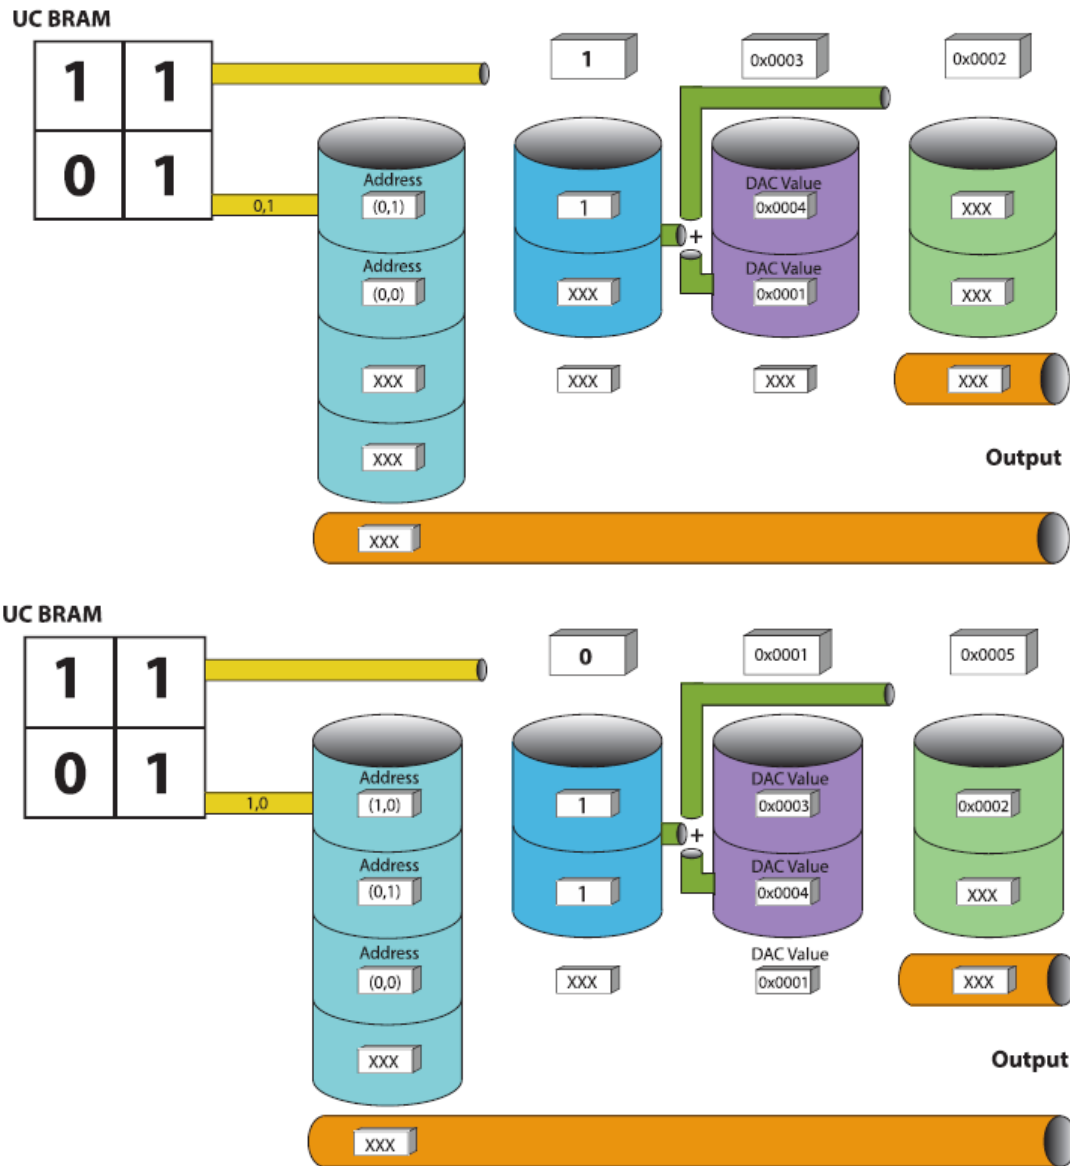 UC BRAM
1 1
0 1
0,1
1
0x0003
0x0002
Address
(0,1)
Address
(0,0)
XXX
XXX
XXX
1
XXX
XXX
+
DAC Value
0x0004
DAC Value
0x0001
XXX
XXX
XXX
XXX
Output
UC BRAM
1 1
0 1
1,0
0
0x0001
0x0005
Address
(1,0)
Address
(0,1)
Address
(0,0)
XXX
XXX
1
1
XXX
+
DAC Value
0x0003
DAC Value
0x0004
DAC Value
0x0001
0x0002
XXX
XXX
Output